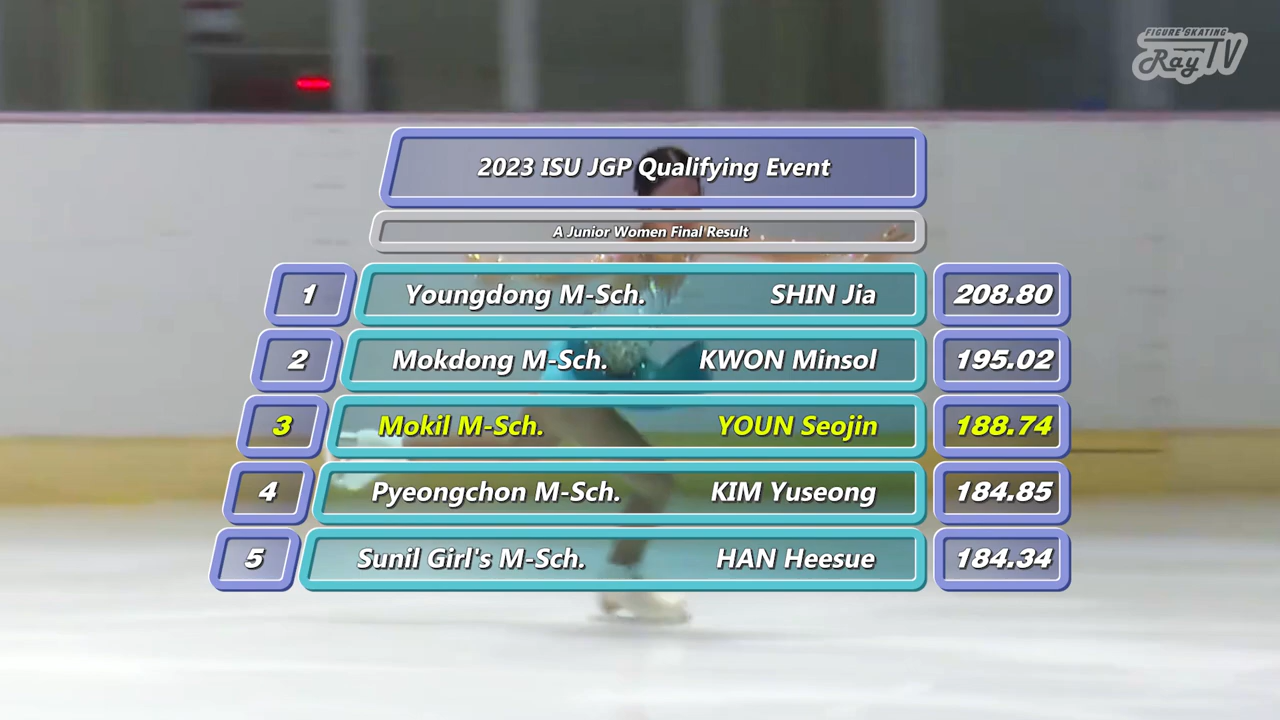 FIGURE SKATING
RayTV
2023 ISU JGP Qualifying Event
A Junior Women Final Result
1 Youngdong M-Sch. SHIN Jia 208.80
2 Mokdong M-Sch. KWON Minsol 195.02
3 Mokil M-Sch. YOUN Seojin 188.74
4 Pyeongchon M-Sch. KIM Yuseong 184.85
5 Sunil Girl's M-Sch. HAN Heesue 184.34